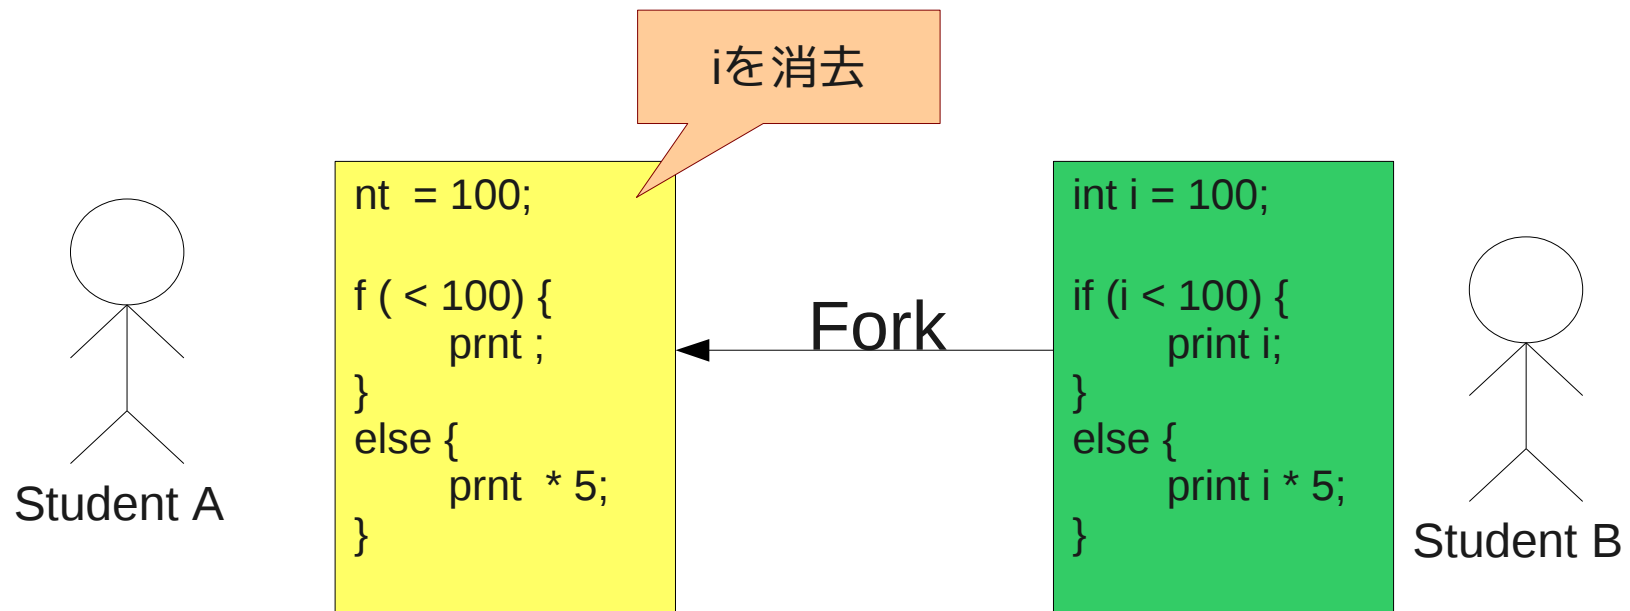 iを消去
nt  = 100;
f ( < 100) {
prnt ;
}
else {
prnt  * 5;
}
Student A
Fork
int i = 100;
if (i < 100) {
print i;
}
else {
print i * 5;
}
Student B